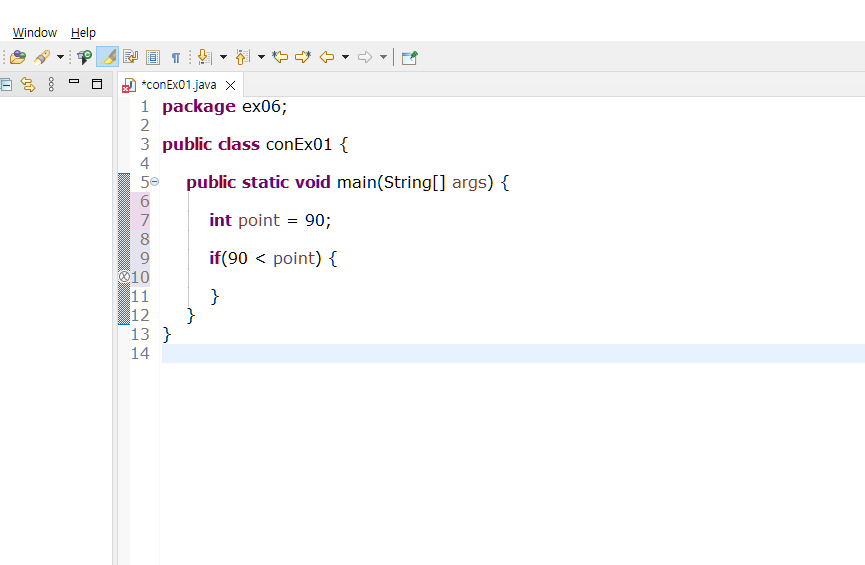 Window Help
*conEx01.java
1 package ex06;
2
3 public class conEx01 {
4
5 public static void main(String[] args) {
6
7 int point = 90;
8
9 if(90 < point) {
10
11 }
12 }
13 }
14